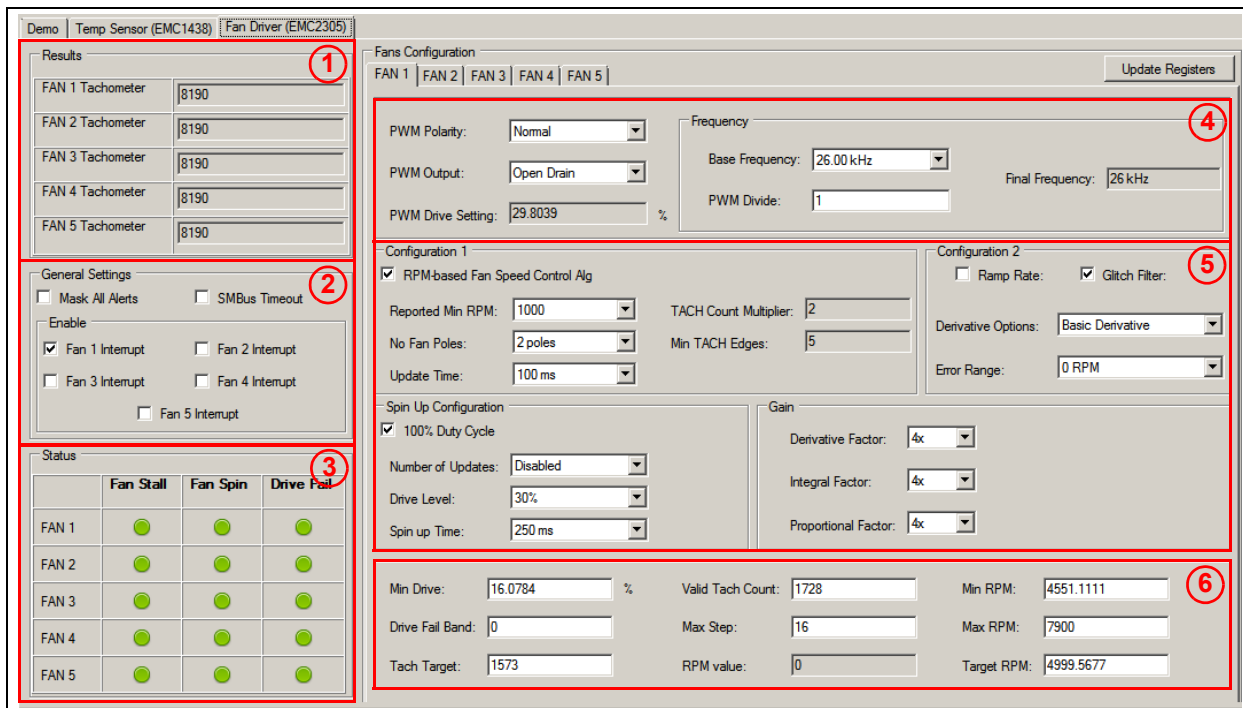 Demo Temp Sensor (EMC1438) Fan Driver (EMC2305)
Results
1
FAN 1 Tachometer 8190
FAN 2 Tachometer 8190
FAN 3 Tachometer 8190
FAN 4 Tachometer 8190
FAN 5 Tachometer 8190
General Settings
2
Mask All Alerts SMBus Timeout
Enable
Fan 1 Interrupt Fan 2 Interrupt
Fan 3 Interrupt Fan 4 Interrupt
Fan 5 Interrupt
Status
3
Fan Stall Fan Spin Drive Fail
FAN 1
FAN 2
FAN 3
FAN 4
FAN 5
Fans Configuration
FAN 1 FAN 2 FAN 3 FAN 4 FAN 5
Update Registers
4
PWM Polarity: Normal
PWM Output: Open Drain
PWM Drive Setting: 29.8039 %
Frequency
Base Frequency: 26.00 kHz
PWM Divide: 1
Final Frequency: 26 kHz
Configuration 1
RPM-based Fan Speed Control Alg
Reported Min RPM: 1000 TACH Count Multiplier: 2
No Fan Poles: 2 poles Min TACH Edges: 5
Update Time: 100 ms
Configuration 2
5
Ramp Rate: Glitch Filter:
Derivative Options: Basic Derivative
Error Range: 0 RPM
Spin Up Configuration
100% Duty Cycle
Number of Updates: Disabled
Drive Level: 30%
Spin up Time: 250 ms
Gain
Derivative Factor: 4x
Integral Factor: 4x
Proportional Factor: 4x
6
Min Drive: 16.0784 % Valid Tach Count: 1728 Min RPM: 4551.1111
Drive Fail Band: 0 Max Step: 16 Max RPM: 7900
Tach Target: 1573 RPM value: 0 Target RPM: 4999.5677